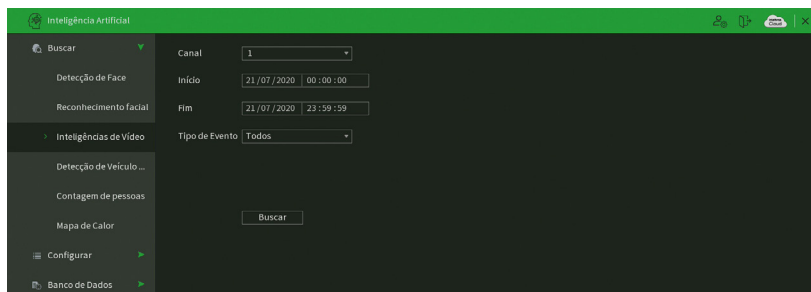 Inteligência Artificial
Cloud
Buscar
Detecção de Face
Reconhecimento facial
Inteligências de Vídeo
Detecção de Veículo ...
Contagem de pessoas
Mapa de Calor
Configurar
Banco de Dados
Canal 1
Início 21/07/2020 00:00:00
Fim 21/07/2020 23:59:59
Tipo de Evento Todos
Buscar